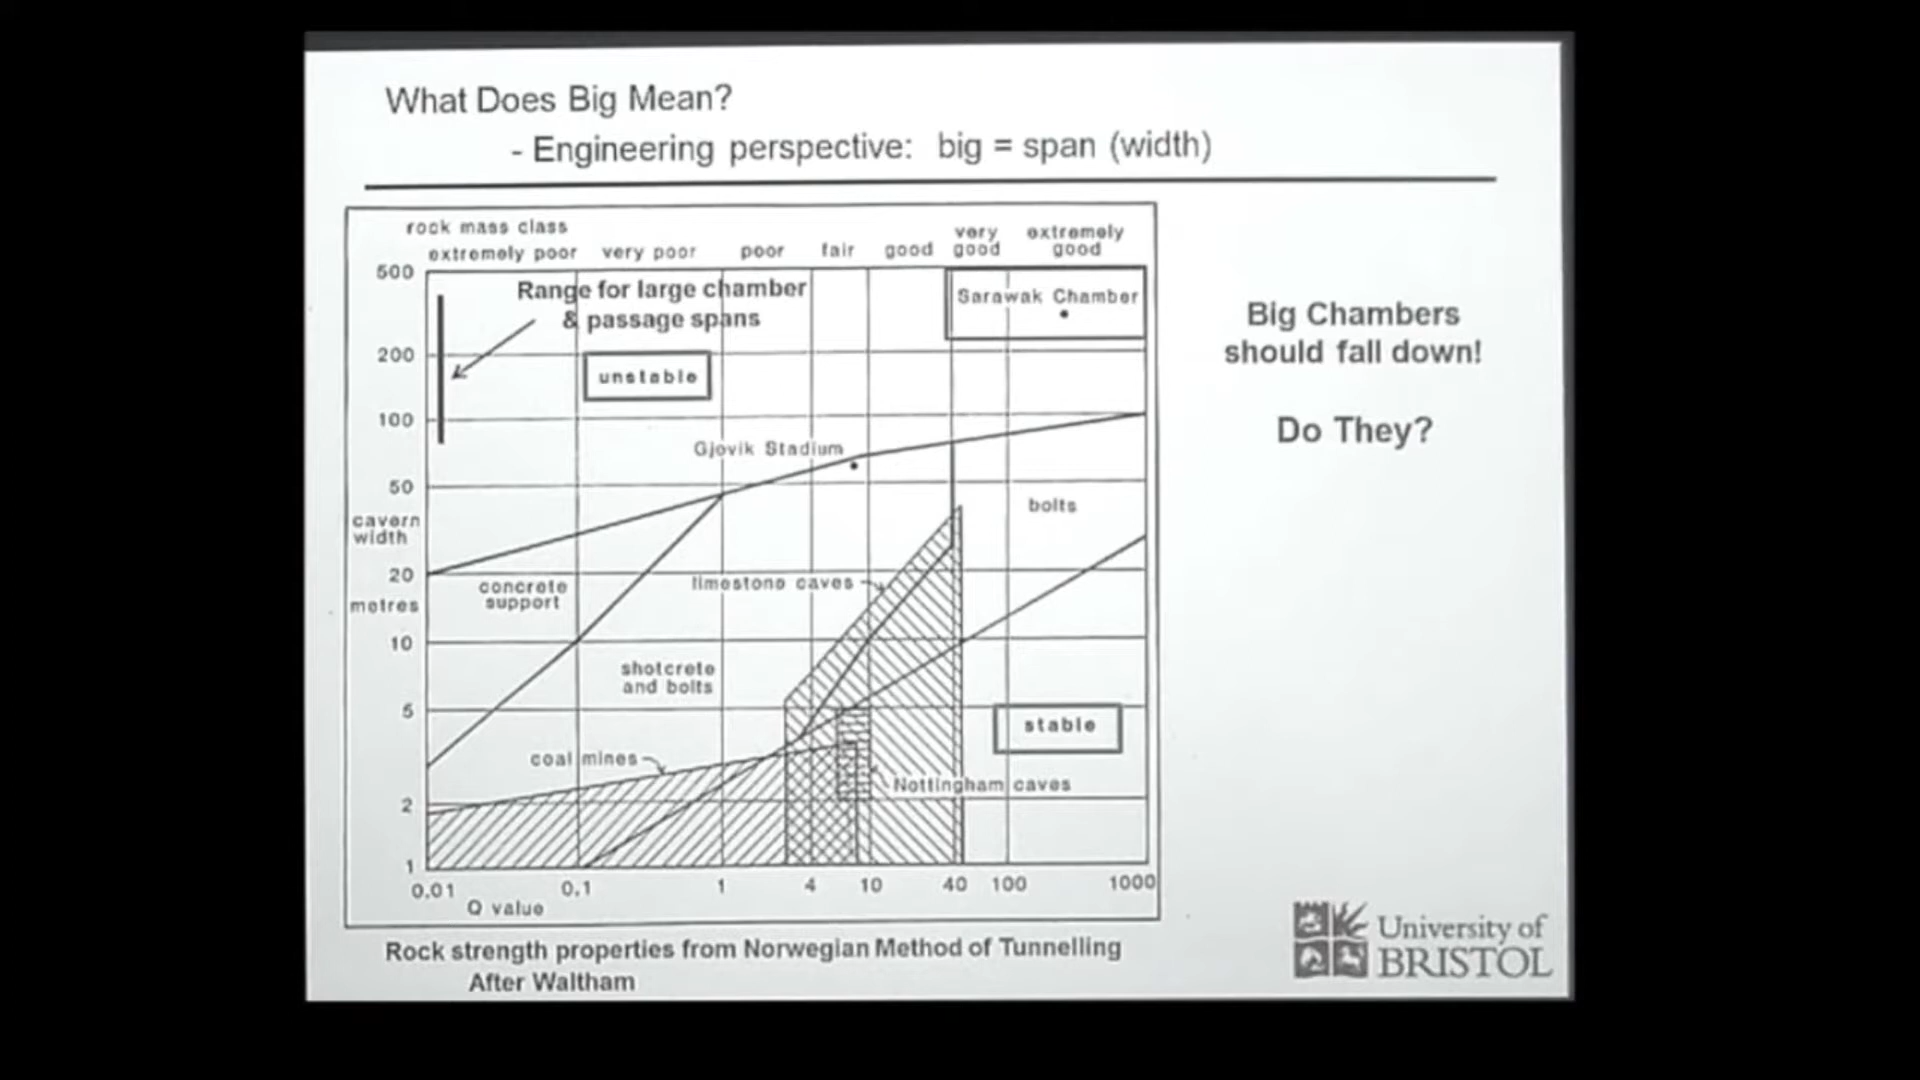 What Does Big Mean?
- Engineering perspective: big = span (width)
rock mass class
extremely poor very poor poor fair good very good extremely good
500
Range for large chamber
& passage spans
Sarawak Chamber
200
unstable
100
Gjovik Stadium
50
bolts
cavern
width
20
concrete
support
limestone caves
metres
10
shotcrete
and bolts
5
stable
coal mines
Nottingham caves
2
1
0.01 0.1 1 4 10 40 100 1000
Q value
Rock strength properties from Norwegian Method of Tunnelling
After Waltham
Big Chambers
should fall down!
Do They?
University of
BRISTOL